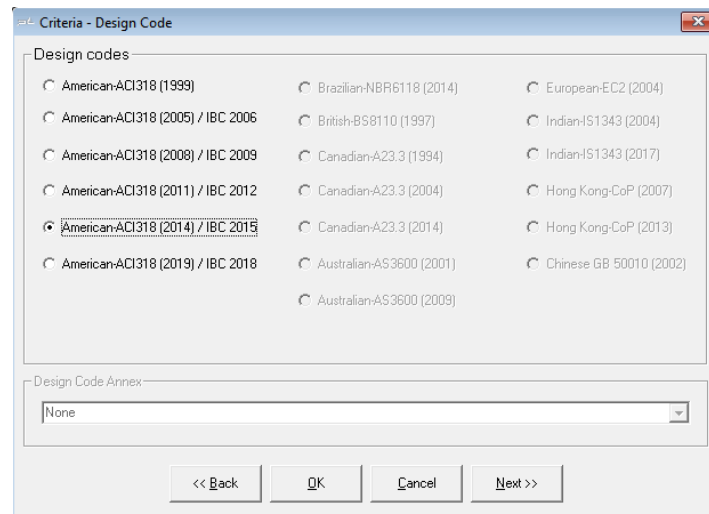 Criteria - Design Code
Design codes
American-ACI318 (1999)
American-ACI318 (2005) / IBC 2006
American-ACI318 (2008) / IBC 2009
American-ACI318 (2011) / IBC 2012
American-ACI318 (2014) / IBC 2015
American-ACI318 (2019) / IBC 2018
Brazilian-NBR6118 (2014)
British-BS8110 (1997)
Canadian-A23.3 (1994)
Canadian-A23.3 (2004)
Canadian-A23.3 (2014)
Australian-AS3600 (2001)
Australian-AS3600 (2009)
European-EC2 (2004)
Indian-IS1343 (2004)
Indian-IS1343 (2017)
Hong Kong-CoP (2007)
Hong Kong-CoP (2013)
Chinese GB 50010 (2002)
Design Code Annex
None
<< Back
OK
Cancel
Next >>